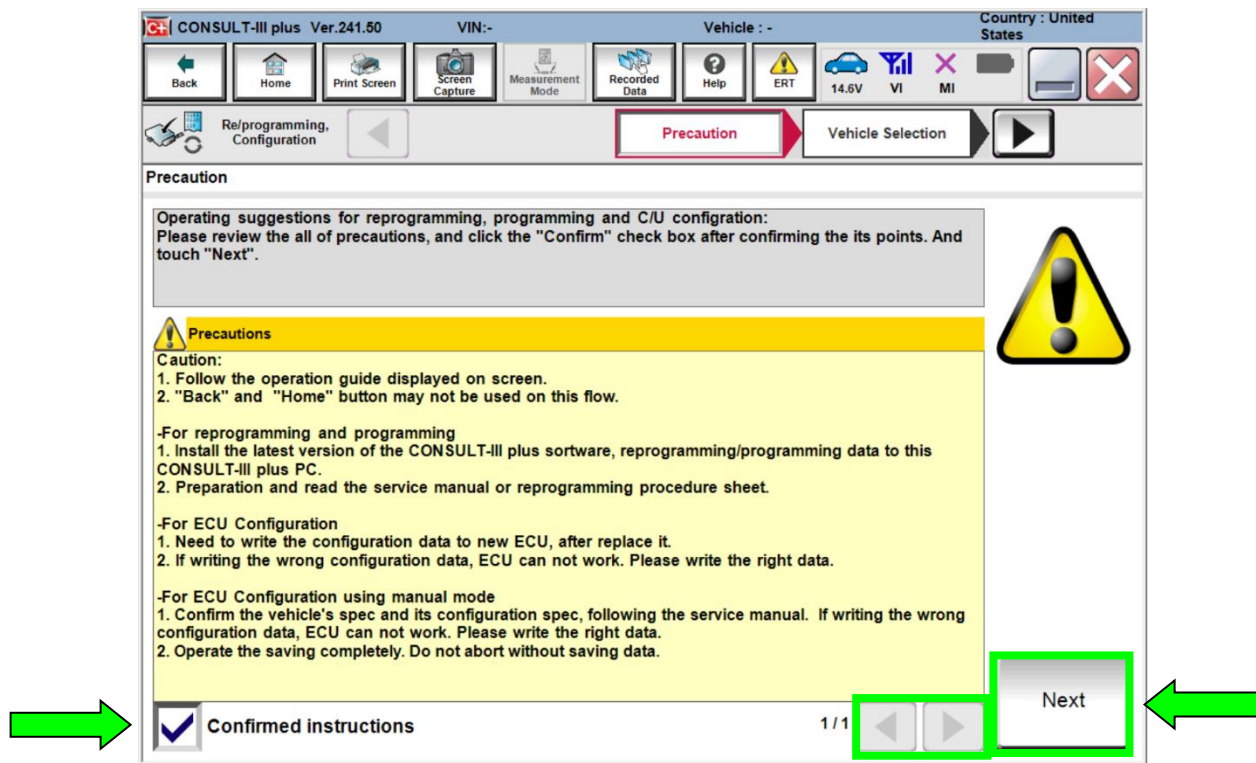 C+ CONSULT-III plus Ver.241.50 VIN:- Vehicle : - Country : United States
Back
Home
Print Screen
Screen Capture
Measurement Mode
Recorded Data
Help
ERT
14.6V
VI
MI
Re/programming, Configuration
Precaution
Vehicle Selection
Precaution
Operating suggestions for reprogramming, programming and C/U configration:
Please review the all of precautions, and click the "Confirm" check box after confirming the its points. And
touch "Next".
Precautions
Caution:
1. Follow the operation guide displayed on screen.
2. "Back" and "Home" button may not be used on this flow.
-For reprogramming and programming
1. Install the latest version of the CONSULT-III plus sortware, reprogramming/programming data to this
CONSULT-III plus PC.
2. Preparation and read the service manual or reprogramming procedure sheet.
-For ECU Configuration
1. Need to write the configuration data to new ECU, after replace it.
2. If writing the wrong configuration data, ECU can not work. Please write the right data.
-For ECU Configuration using manual mode
1. Confirm the vehicle's spec and its configuration spec, following the service manual. If writing the wrong
configuration data, ECU can not work. Please write the right data.
2. Operate the saving completely. Do not abort without saving data.
Confirmed instructions
1 / 1
Next